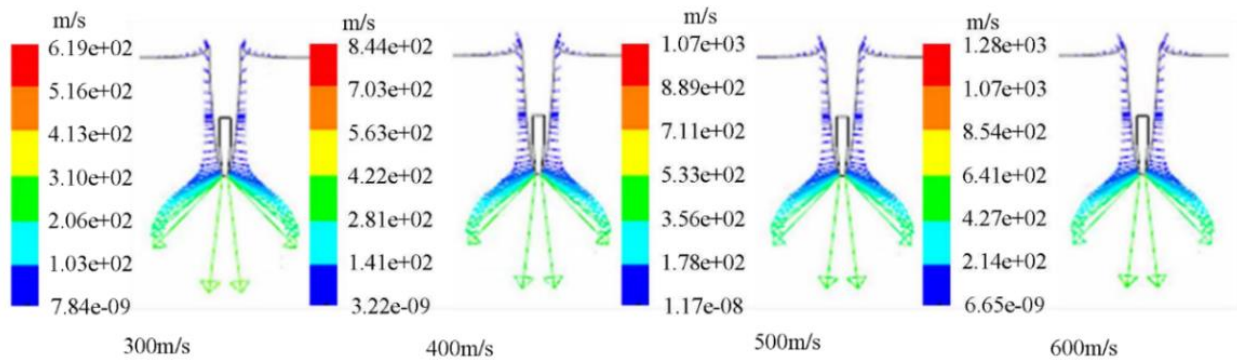 m/s
6.19e+02
5.16e+02
4.13e+02
3.10e+02
2.06e+02
1.03e+02
7.84e-09
300m/s
m/s
8.44e+02
7.03e+02
5.63e+02
4.22e+02
2.81e+02
1.41e+02
3.22e-09
400m/s
m/s
1.07e+03
8.89e+02
7.11e+02
5.33e+02
3.56e+02
1.78e+02
1.17e-08
500m/s
m/s
1.28e+03
1.07e+03
8.54e+02
6.41e+02
4.27e+02
2.14e+02
6.65e-09
600m/s